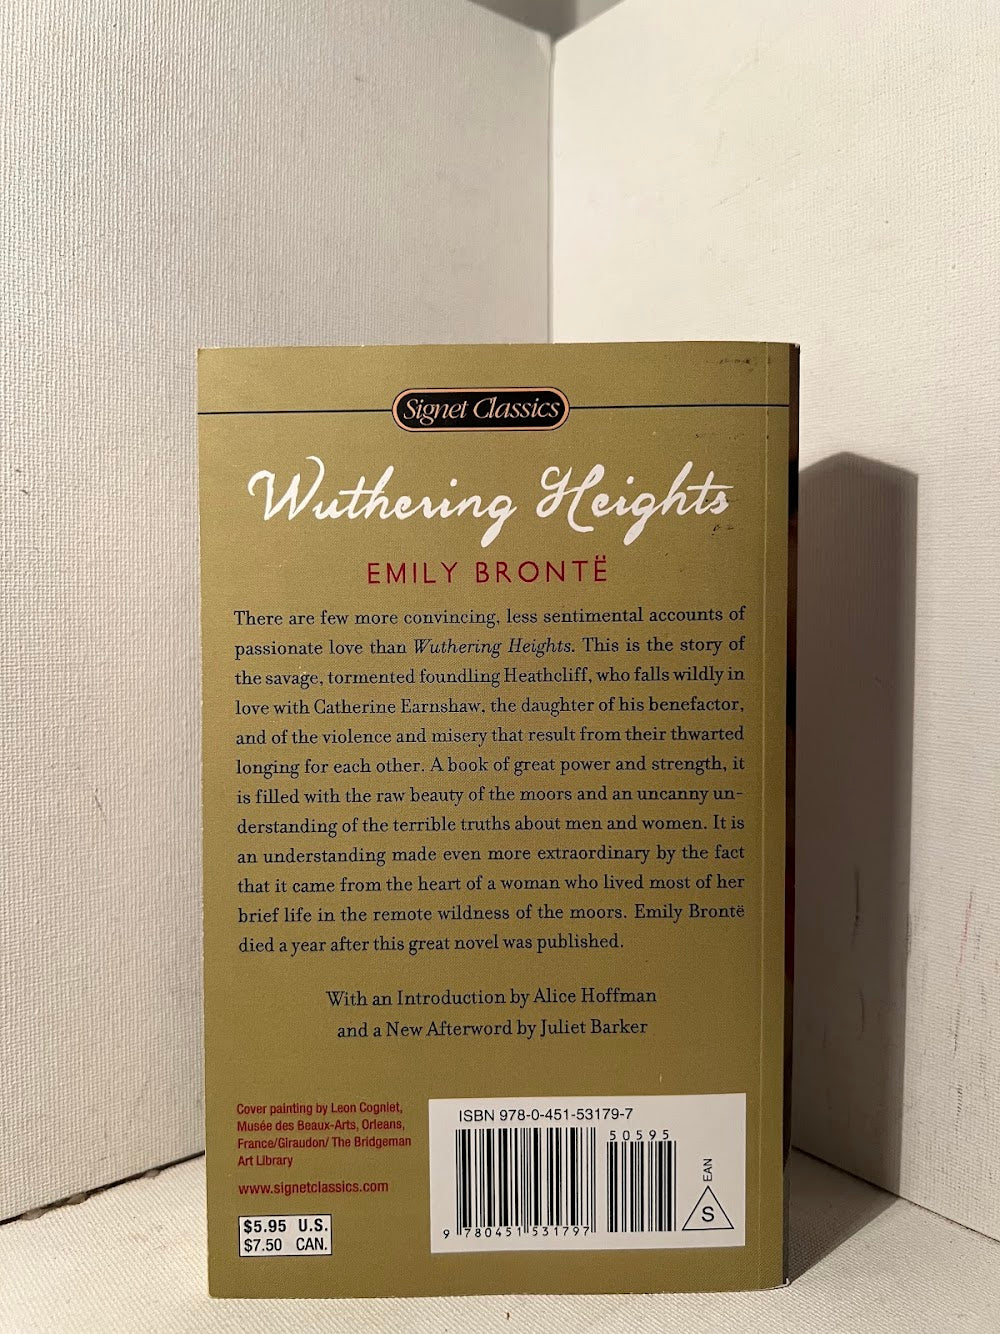 Signet Classics
Wuthering Heights
EMILY BRONTË
There are few more convincing, less sentimental accounts of
passionate love than Wuthering Heights. This is the story of
the savage, tormented foundling Heathcliff, who falls wildly in
love with Catherine Earnshaw, the daughter of his benefactor,
and of the violence and misery that result from their thwarted
longing for each other. A book of great power and strength, it
is filled with the raw beauty of the moors and an uncanny un-
derstanding of the terrible truths about men and women. It is
an understanding made even more extraordinary by the fact
that it came from the heart of a woman who lived most of her
brief life in the remote wildness of the moors. Emily Brontë
died a year after this great novel was published.
With an Introduction by Alice Hoffman
and a New Afterword by Juliet Barker
Cover painting by Leon Cogniet,
Musée des Beaux-Arts, Orleans,
France/Giraudon/ The Bridgeman
Art Library
www.signetclassics.com
$5.95 U.S.
$7.50 CAN.
ISBN 978-0-451-53179-7
50595
9 780451 531797
EAN
S